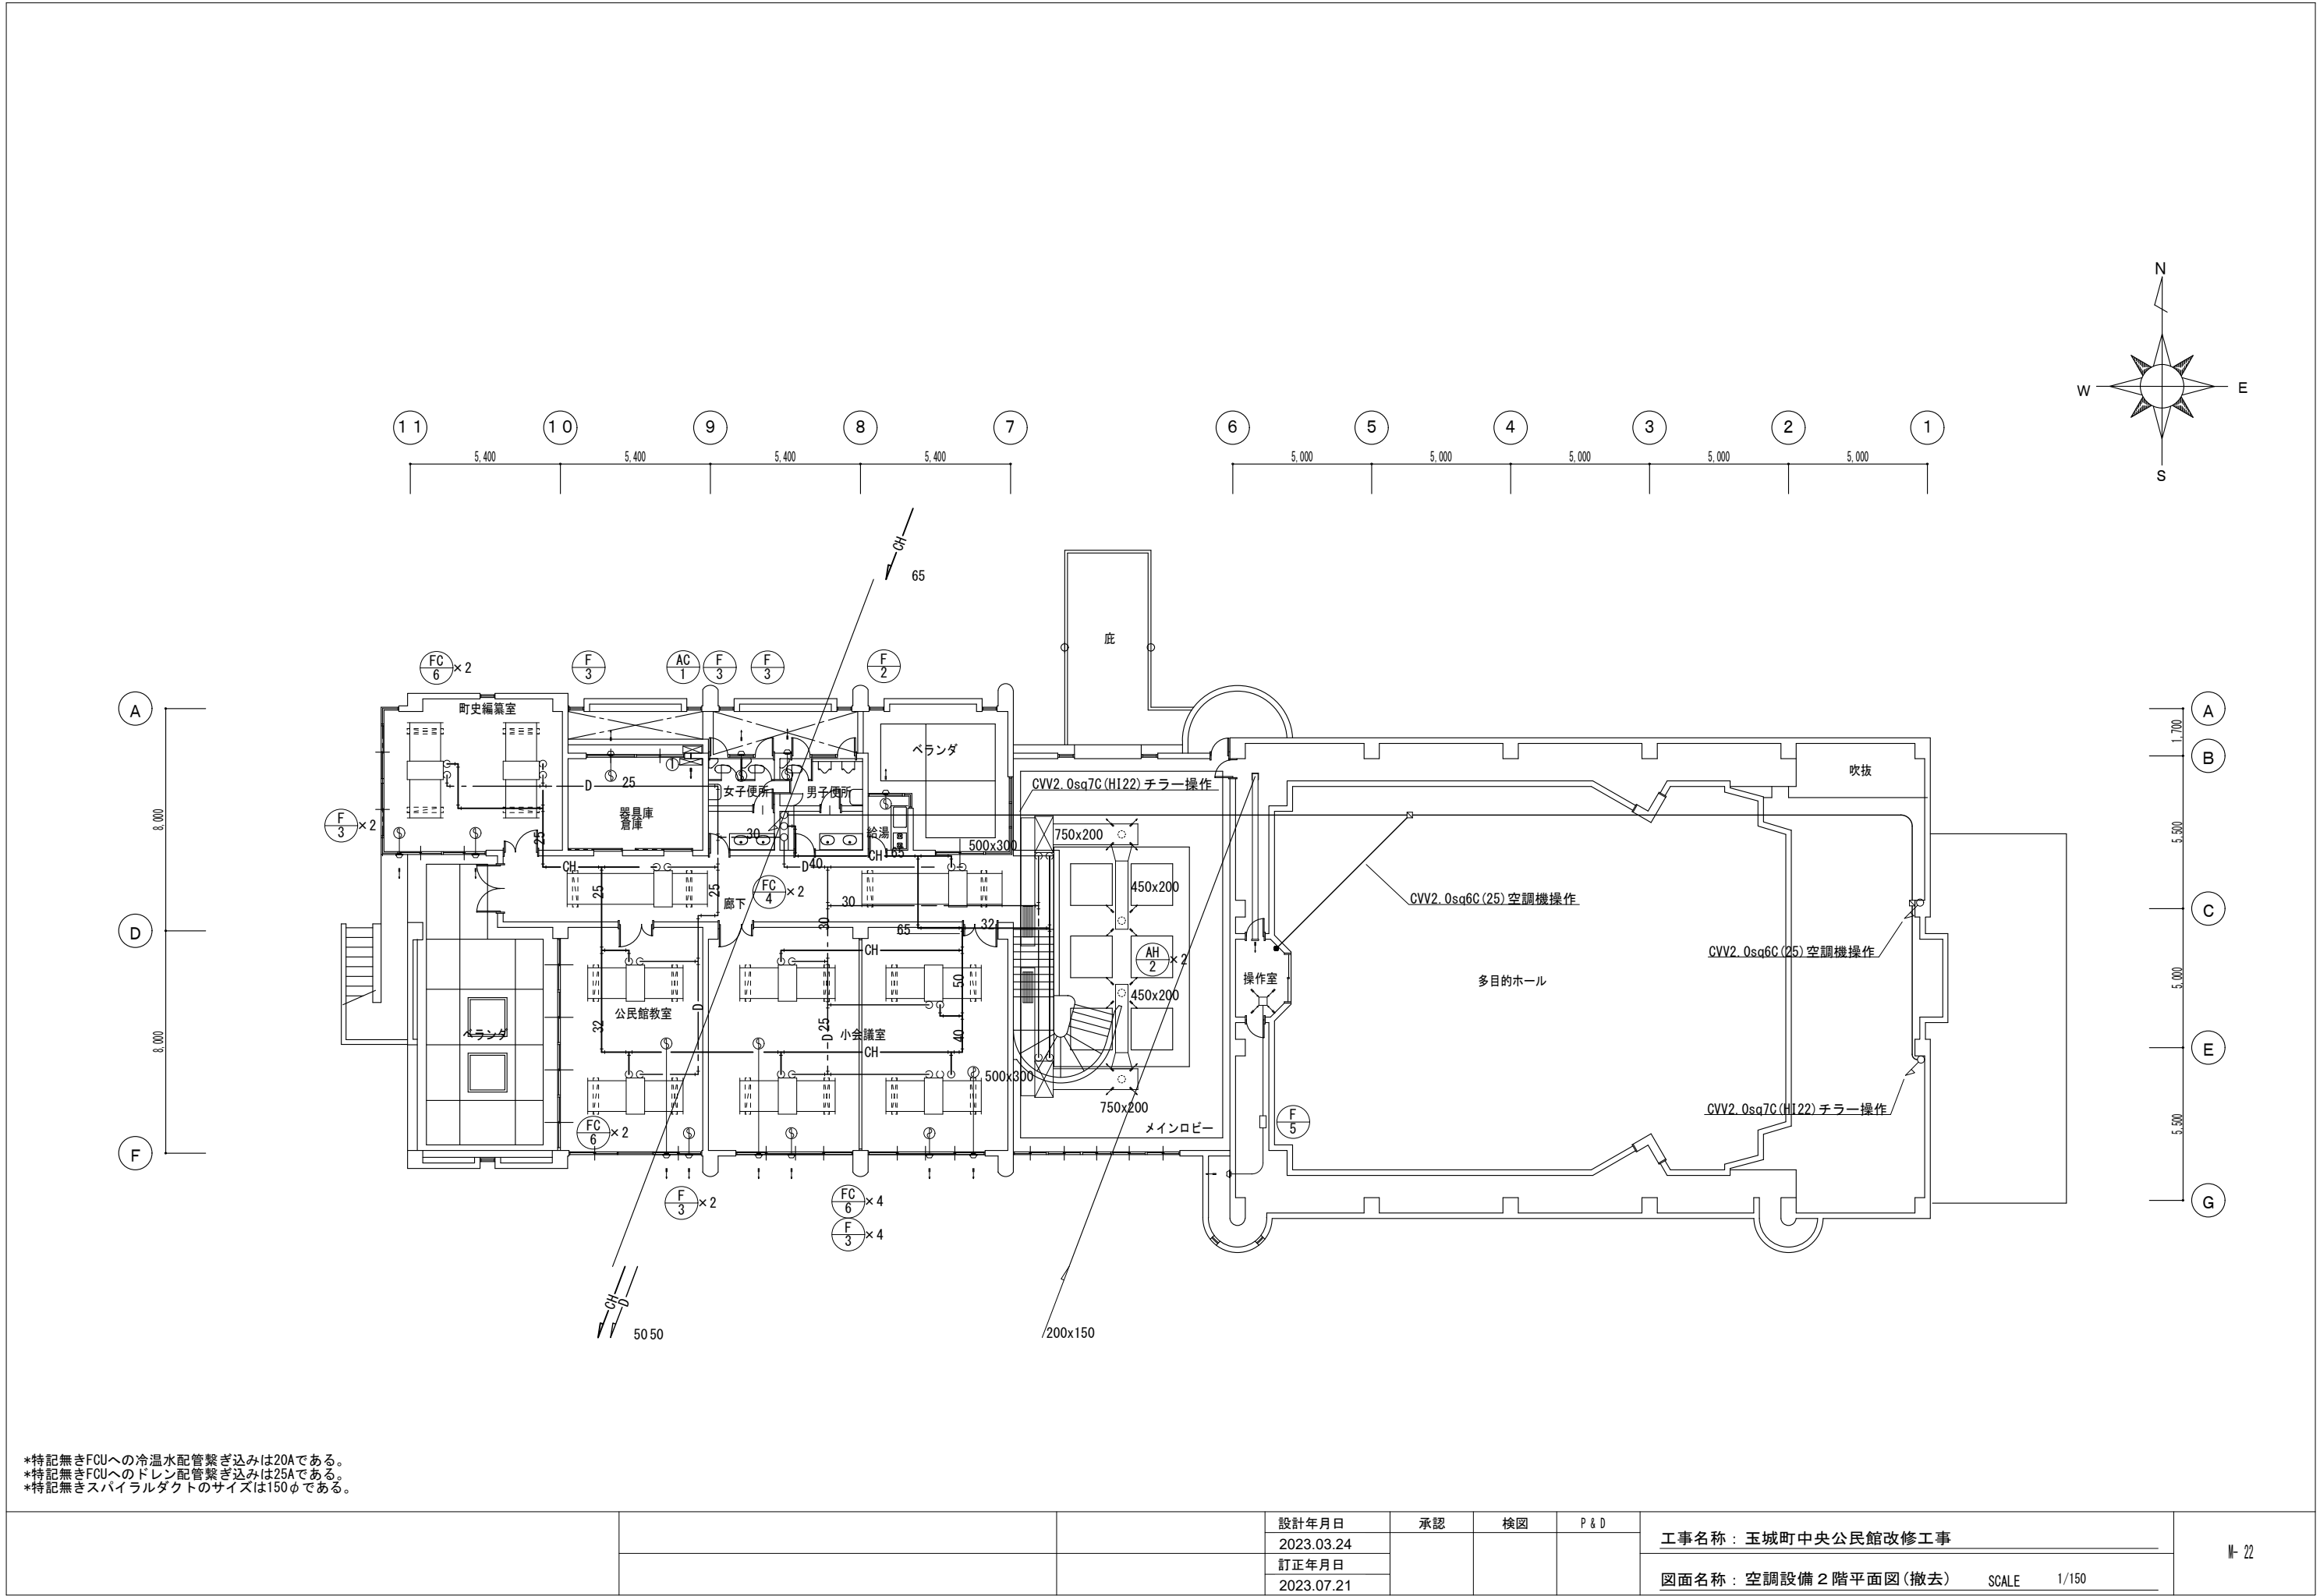 N
W E
S
11 10 9 8 7 6 5 4 3 2 1
5,400 5,400 5,400 5,400 5,000 5,000 5,000 5,000 5,000
CH
65
庇
FC 6 ×2
F 3
AC 1
F 3
F 3
F 2
A
A
町史編纂室
1,700
ベランダ
B
吹抜
CVV2.0sq7C(HI22)チラー操作
D 25
女子便所 男子便所
器具庫
倉庫
F 3 ×2
8,000
5,500
30
給湯
750x200
25
500x300
CH
D 40
CH 65
FC 4 ×2
450x200
25
25
廊下
30
CVV2.0sq6C(25)空調機操作
C
30
65
32
D
CH
CVV2.0sq6C(25)空調機操作
AH 2 ×2
操作室
多目的ホール
50
5,000
450x200
公民館教室
D
32
D 25
小会議室
40
ベランダ
CH
8,000
E
500x300
750x200
CVV2.0sq7C(HI22)チラー操作
メインロビー
F 5
5,500
FC 6 ×2
F
F 3 ×2
FC 6 ×4
F 3 ×4
G
CH
D
50 50
200x150
*特記無きFCUへの冷温水配管繋ぎ込みは20Aである。
*特記無きFCUへのドレン配管繋ぎ込みは25Aである。
*特記無きスパイラルダクトのサイズは150φである。
設計年月日 承認 検図 P & D
2023.03.24
訂正年月日
2023.07.21
工事名称：玉城町中央公民館改修工事
図面名称：空調設備２階平面図(撤去) SCALE 1/150
M- 22